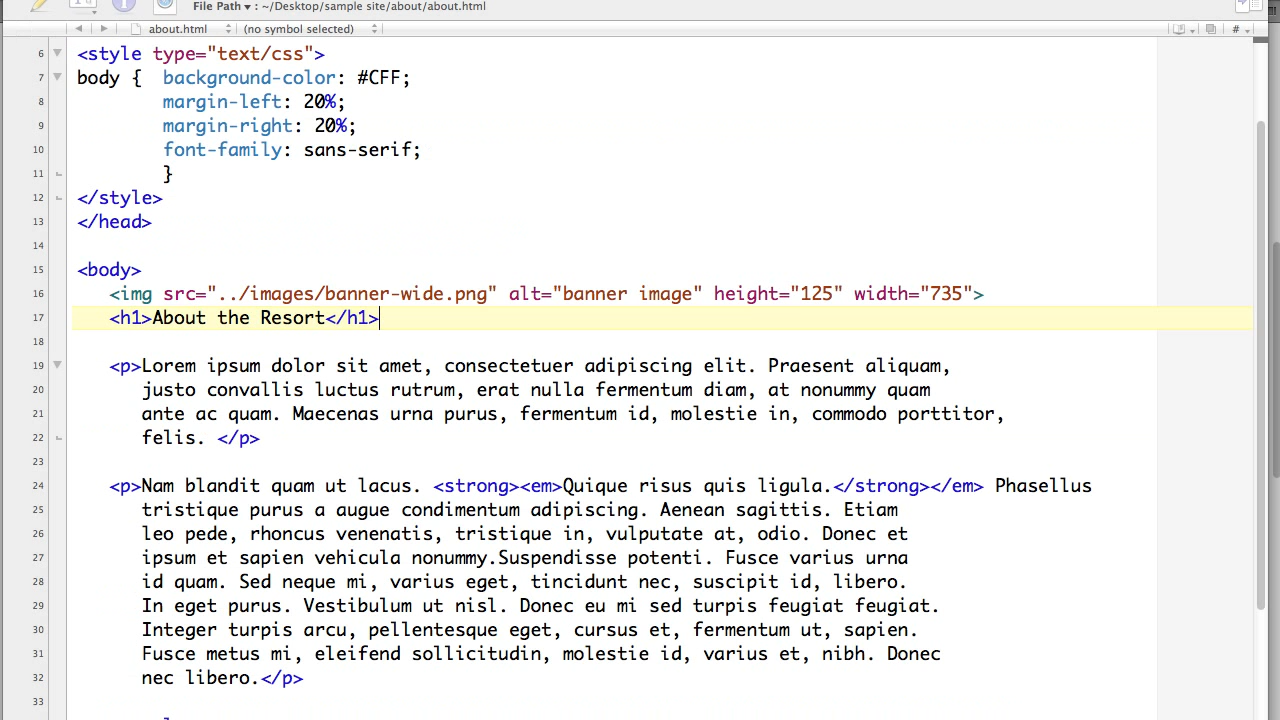 File Path ▾ : ~/Desktop/sample site/about/about.html
about.html (no symbol selected) #
6 <style type="text/css">
7 body { background-color: #CFF;
8 margin-left: 20%;
9 margin-right: 20%;
10 font-family: sans-serif;
11 }
12 </style>
13 </head>
14
15 <body>
16 <img src="../images/banner-wide.png" alt="banner image" height="125" width="735">
17 <h1>About the Resort</h1>
18
19 <p>Lorem ipsum dolor sit amet, consectetuer adipiscing elit. Praesent aliquam,
20 justo convallis luctus rutrum, erat nulla fermentum diam, at nonummy quam
21 ante ac quam. Maecenas urna purus, fermentum id, molestie in, commodo porttitor,
22 felis. </p>
23
24 <p>Nam blandit quam ut lacus. <strong><em>Quique risus quis ligula.</strong></em> Phasellus
25 tristique purus a augue condimentum adipiscing. Aenean sagittis. Etiam
26 leo pede, rhoncus venenatis, tristique in, vulputate at, odio. Donec et
27 ipsum et sapien vehicula nonummy.Suspendisse potenti. Fusce varius urna
28 id quam. Sed neque mi, varius eget, tincidunt nec, suscipit id, libero.
29 In eget purus. Vestibulum ut nisl. Donec eu mi sed turpis feugiat feugiat.
30 Integer turpis arcu, pellentesque eget, cursus et, fermentum ut, sapien.
31 Fusce metus mi, eleifend sollicitudin, molestie id, varius et, nibh. Donec
32 nec libero.</p>
33